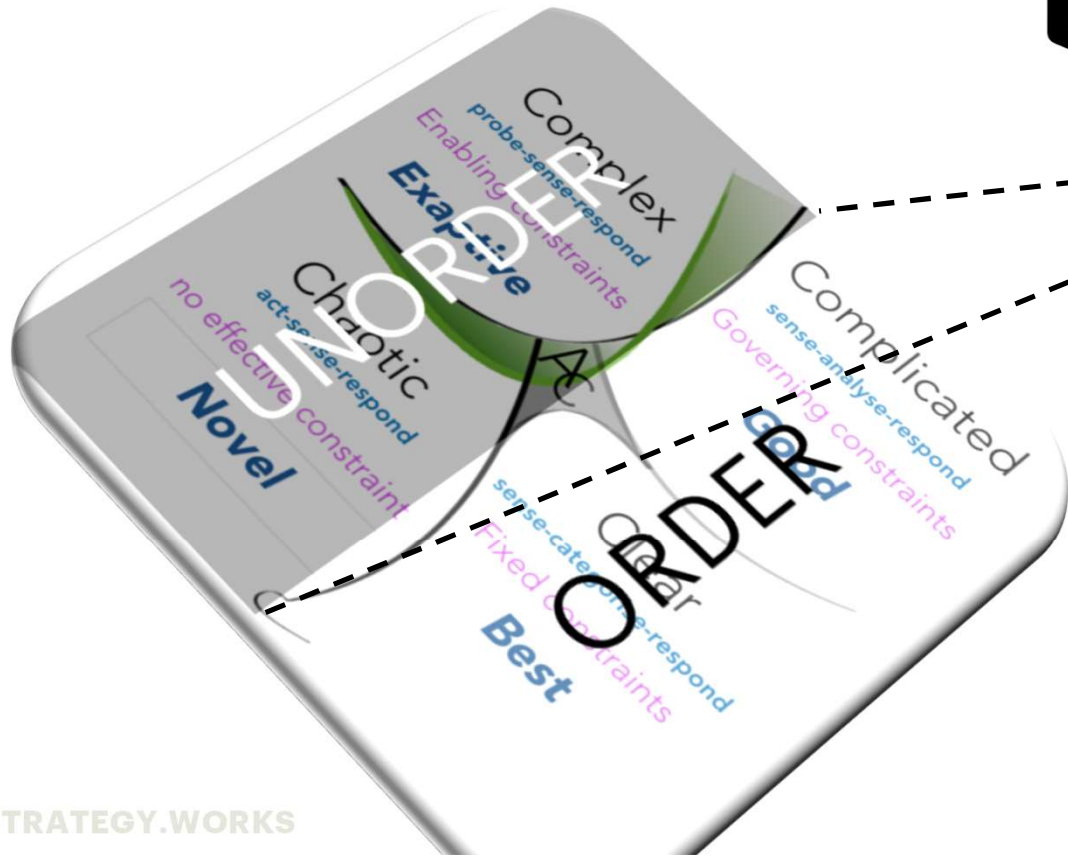 Complex
probe-sense-respond
Enabling constraints
Exaptive
UNORDER
Chaotic
act-sense-respond
no effective constraint
Novel
A
C
Complicated
sense-analyse-respond
Governing constraints
Good
ORDER
Clear
sense-categorise-respond
Fixed constraints
Best
TRATEGY.WORKS